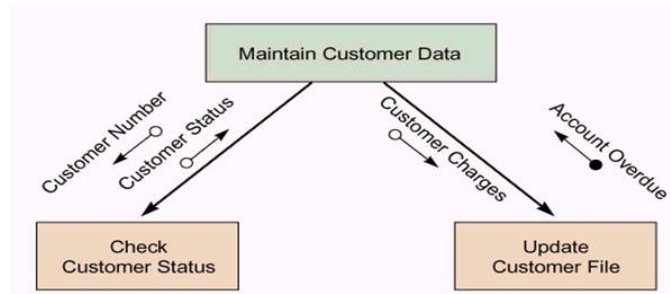 Maintain Customer Data
Customer Number
Customer Status
Customer Charges
Account Overdue
Check
Customer Status
Update
Customer File